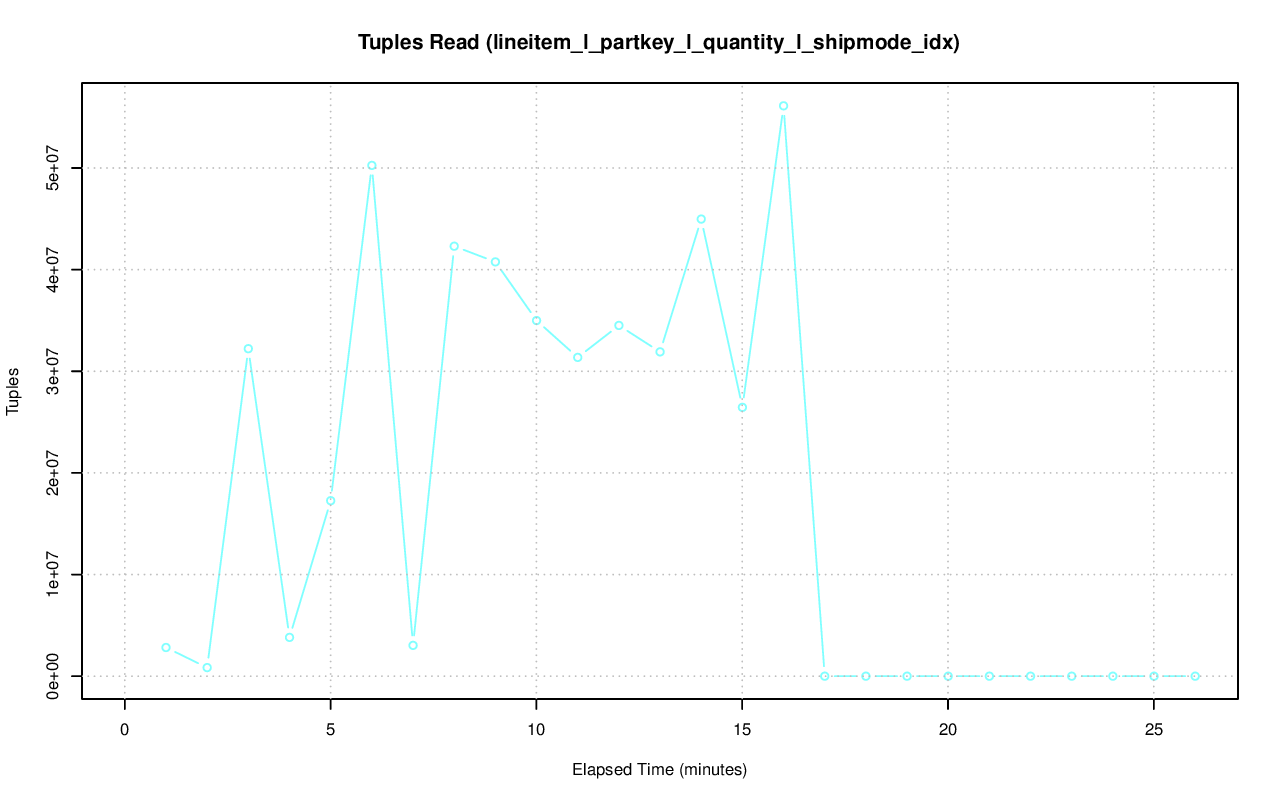 Tuples Read (lineitem_l_partkey_l_quantity_l_shipmode_idx)
5e+07
4e+07
3e+07
2e+07
1e+07
0e+00
Tuples
0 5 10 15 20 25
Elapsed Time (minutes)